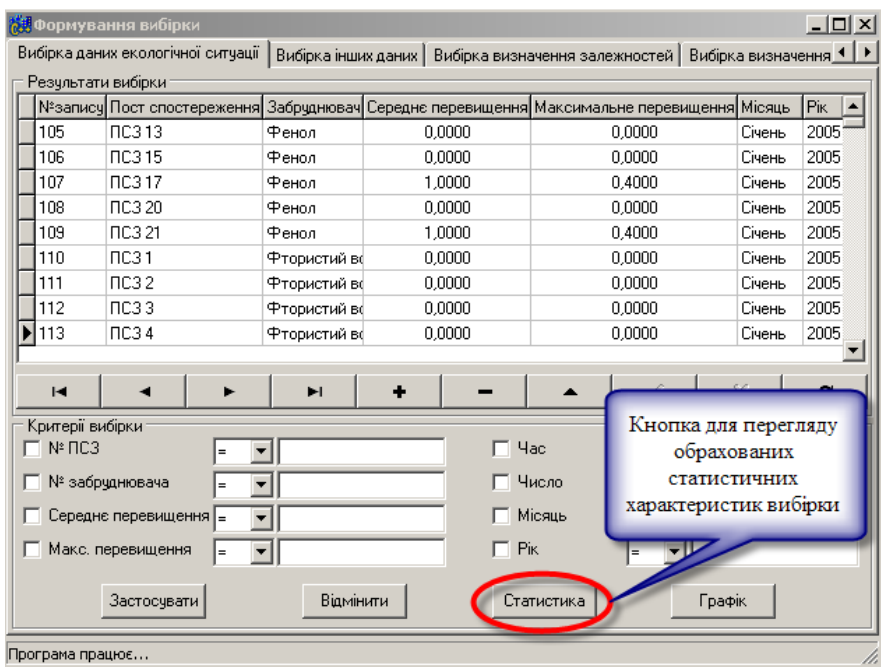 Формування вибірки
Вибірка даних екологічної ситуації Вибірка інших даних Вибірка визначення залежностей Вибірка визначення
Результати вибірки
№запису Пост спостереження Забруднювач Середнє перевищення Максимальне перевищення Місяць Рік
105 ПСЗ 13 Фенол 0,0000 0,0000 Січень 2005
106 ПСЗ 15 Фенол 0,0000 0,0000 Січень 2005
107 ПСЗ 17 Фенол 1,0000 0,4000 Січень 2005
108 ПСЗ 20 Фенол 0,0000 0,0000 Січень 2005
109 ПСЗ 21 Фенол 1,0000 0,4000 Січень 2005
110 ПСЗ 1 Фтористий во 0,0000 0,0000 Січень 2005
111 ПСЗ 2 Фтористий во 0,0000 0,0000 Січень 2005
112 ПСЗ 3 Фтористий во 0,0000 0,0000 Січень 2005
113 ПСЗ 4 Фтористий во 0,0000 0,0000 Січень 2005
Критерії вибірки
№ ПСЗ =
№ забруднювача =
Середнє перевищення =
Макс. перевищення =
Час
Число
Місяць
Рік =
Кнопка для перегляду
обрахованих
статистичних
характеристик вибірки
Застосувати Відмінити Статистика Графік
Програма працює...